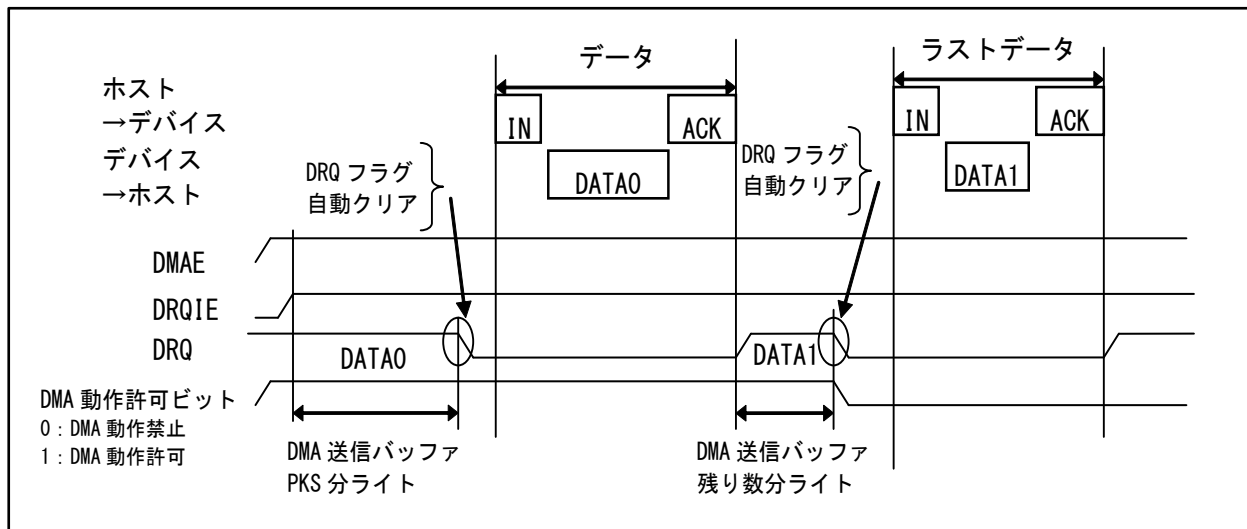 データ
ラストデータ
ホスト
→デバイス
デバイス
→ホスト
IN
ACK
DATA0
IN
ACK
DATA1
DRQ フラグ
自動クリア
DRQ フラグ
自動クリア
DMAE
DRQIE
DRQ
DATA0
DATA1
DMA 動作許可ビット
0 : DMA 動作禁止
1 : DMA 動作許可
DMA 送信バッファ
PKS 分ライト
DMA 送信バッファ
残り数分ライト